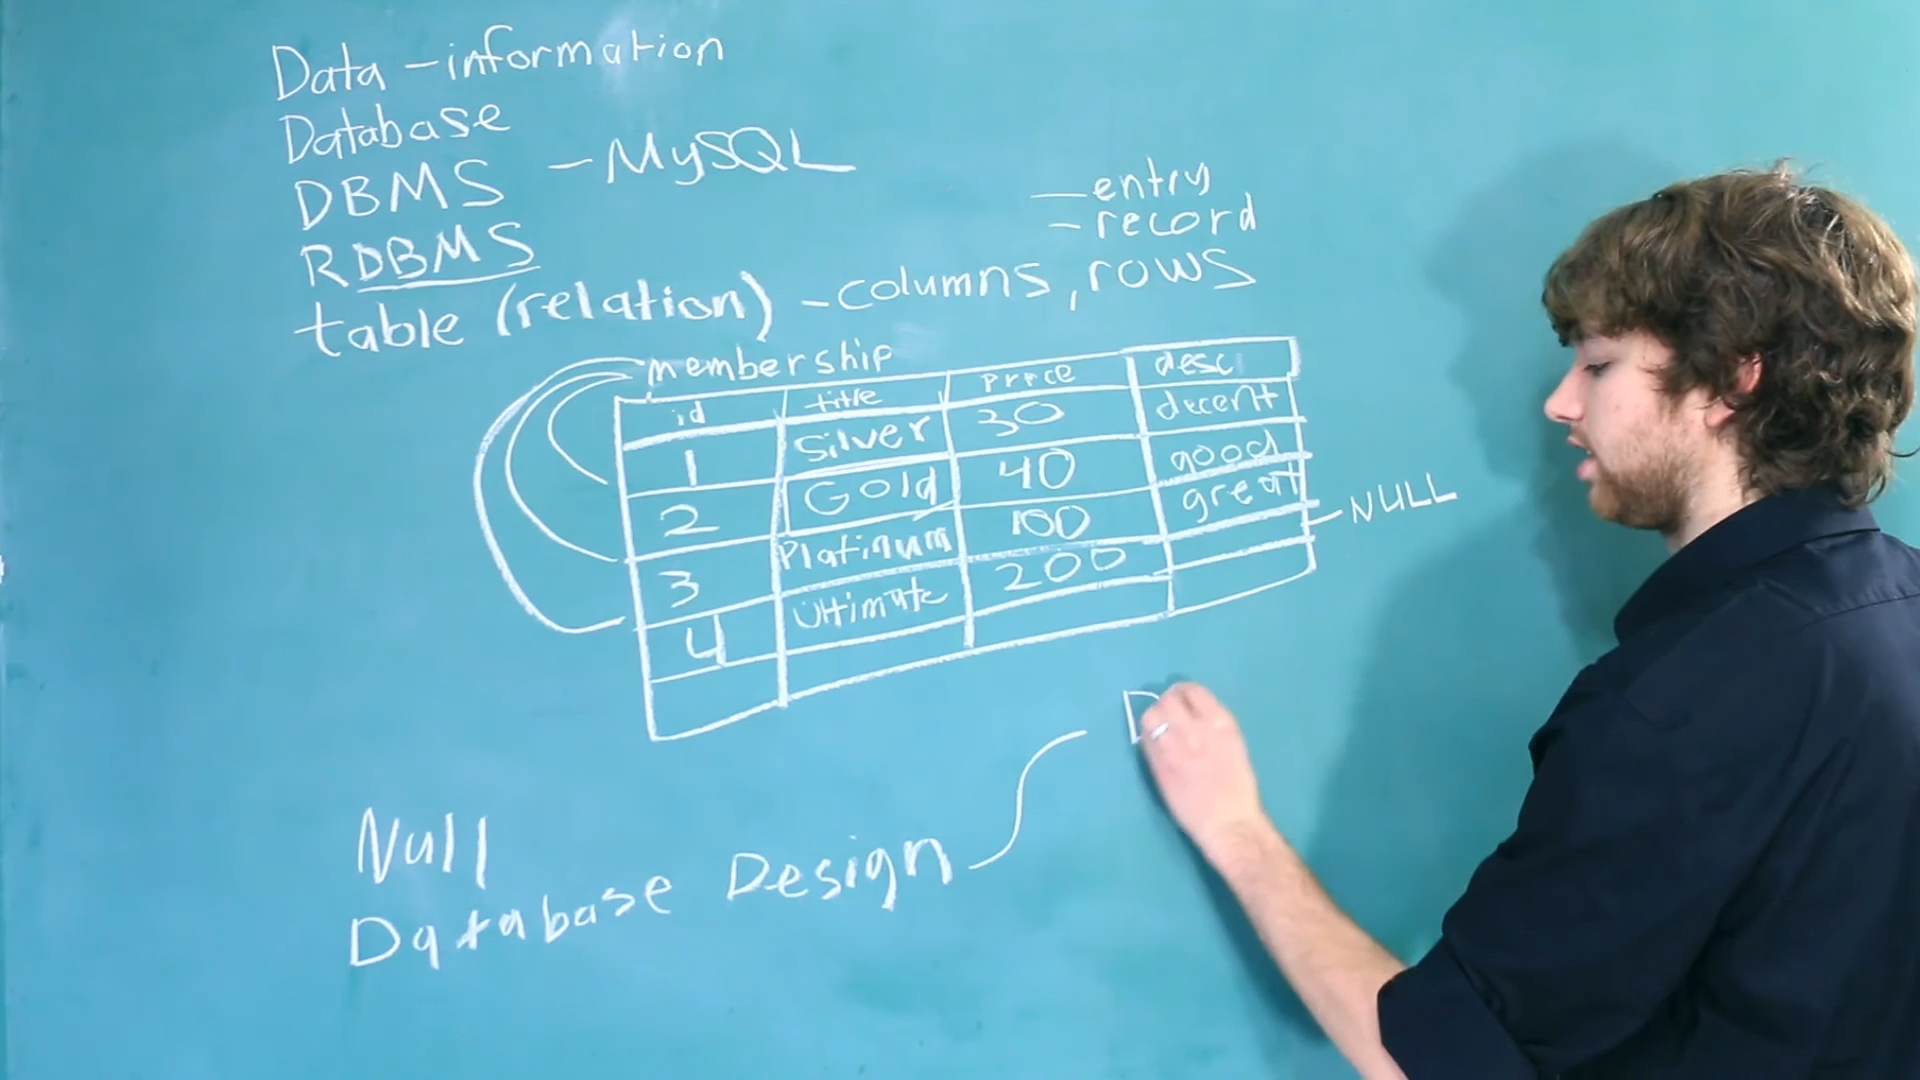 Data - information
Database
DBMS - MySQL
RDBMS
- entry
- record
table (relation) - columns, rows
membership
id title price desc
1 Silver 30 decent
2 Gold 40 good
3 Platinum 100 great
4 Ultimate 200
- NULL
D
Null
Database Design